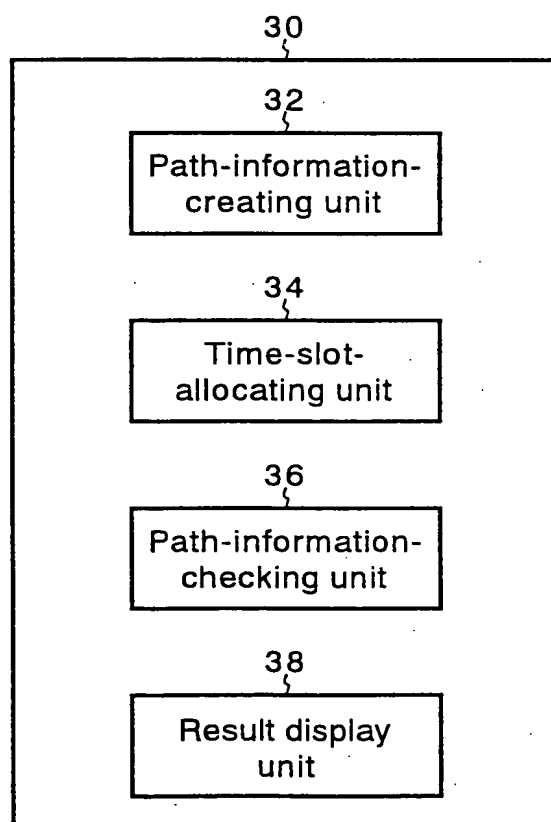 30
32
Path-information-
creating unit
34
Time-slot-
allocating unit
36
Path-information-
checking unit
38
Result display
unit